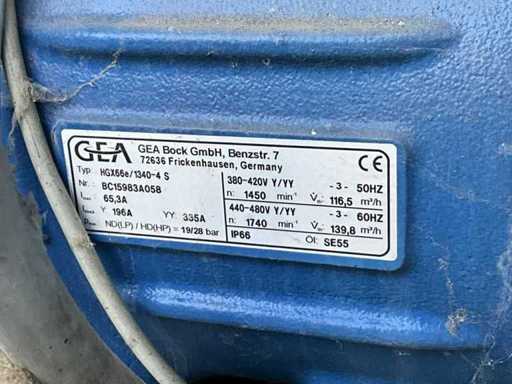 GEA GEA Bock GmbH, Benzstr. 7
72636 Frickenhausen, Germany CE
Typ: HGX66e/1340-4 S
Nr.: BC15983A058
Imax: 65,3A
Y: 196A YY: 335A
pmax: ND(LP) / HD(HP) = 19/28 bar
380-420V Y/YY -3- 50HZ
n: 1450 min⁻¹ V̇h: 116,5 m³/h
440-480V Y/YY -3- 60HZ
n: 1740 min⁻¹ V̇h: 139,8 m³/h
IP66 Öl: SE55